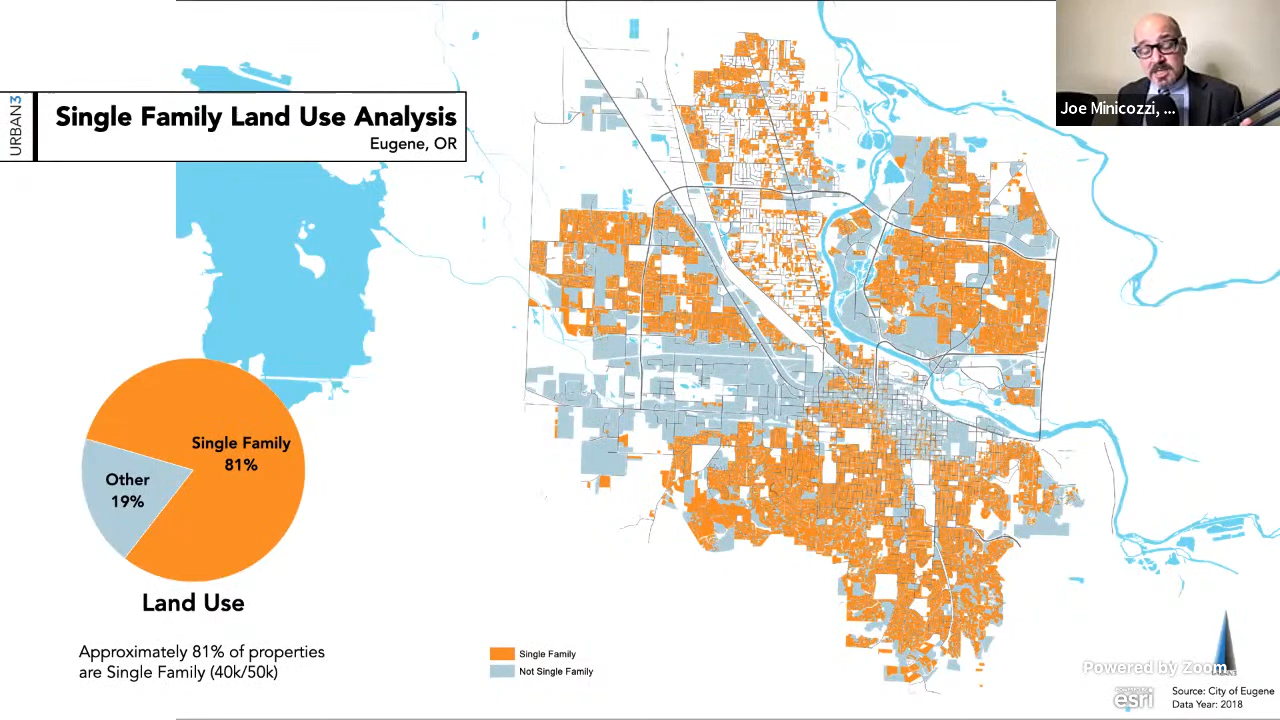 URBAN3
Single Family Land Use Analysis
Eugene, OR
Joe Minicozzi, ...
Single Family
81%
Other
19%
Land Use
Approximately 81% of properties
are Single Family (40k/50k)
Single Family
Not Single Family
Powered by Zoom
esri
Source: City of Eugene
Data Year: 2018